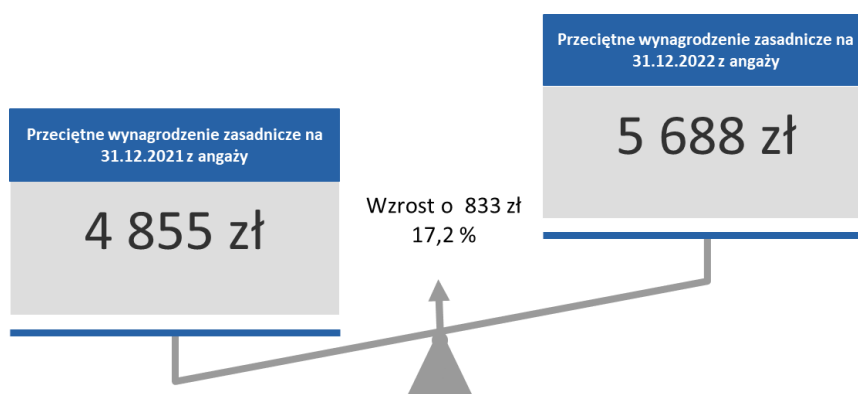 Przeciętne wynagrodzenie zasadnicze na
31.12.2021 z angaży
4 855 zł
Wzrost o 833 zł
17,2 %
Przeciętne wynagrodzenie zasadnicze na
31.12.2022 z angaży
5 688 zł